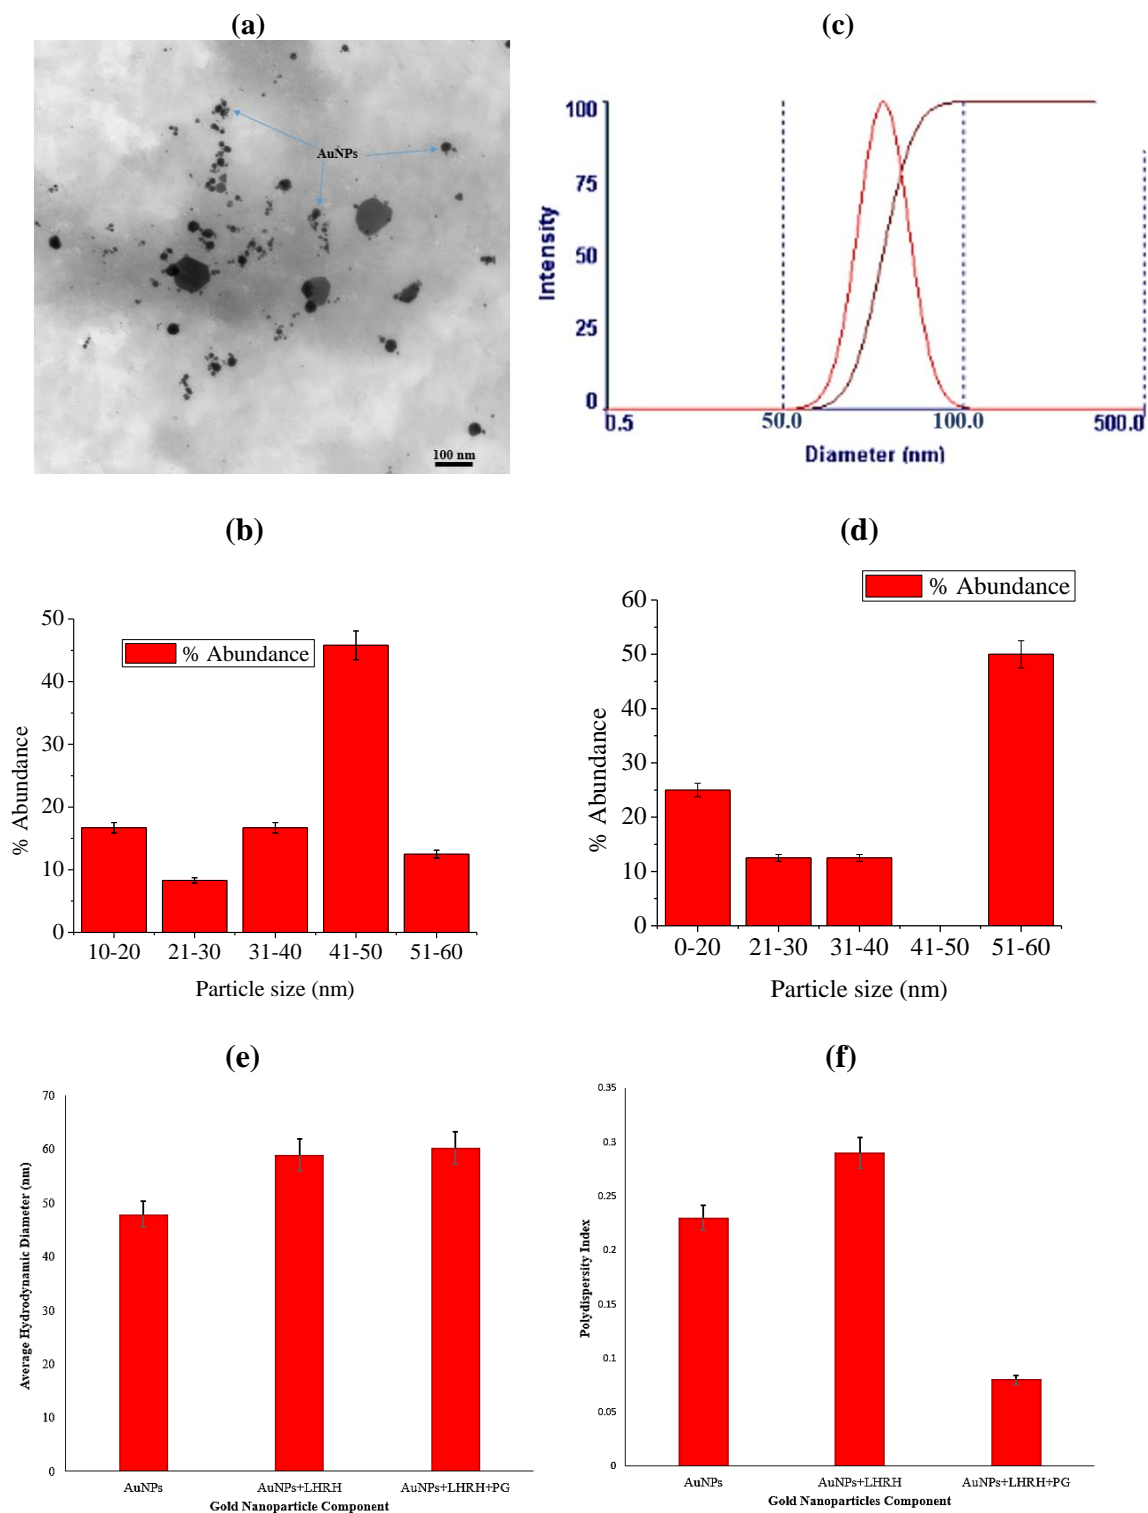 (a)
AuNPs
100 nm
(c)
100
75
50
25
0
Intensity
0.5
50.0
100.0
500.0
Diameter (nm)
(b)
% Abundance
50
40
30
20
10
0
% Abundance
10-20
21-30
31-40
41-50
51-60
Particle size (nm)
(d)
% Abundance
60
50
40
30
20
10
0
% Abundance
0-20
21-30
31-40
41-50
51-60
Particle size (nm)
(e)
70
60
50
40
30
20
10
0
Average Hydrodynamic Diameter (nm)
AuNPs
AuNPs+LHRH
AuNPs+LHRH+PG
Gold Nanoparticle Component
(f)
0.35
0.3
0.25
0.2
0.15
0.1
0.05
0
Polydispersity Index
AuNPs
AuNPs+LHRH
AuNPs+LHRH+PG
Gold Nanoparticles Component